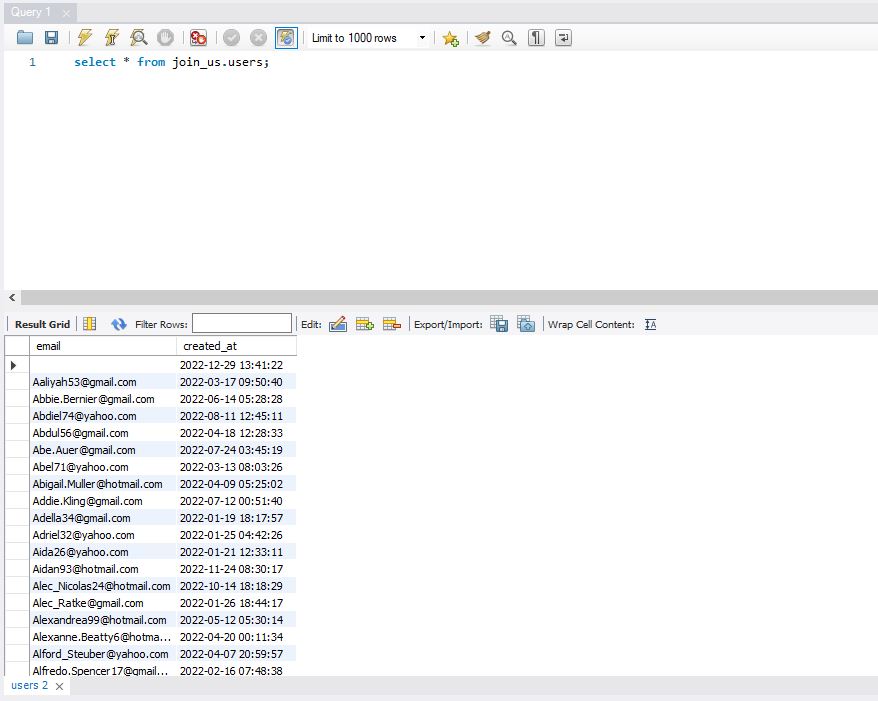 Query 1
Limit to 1000 rows
1 select * from join_us.users;
Result Grid Filter Rows: Edit: Export/Import: Wrap Cell Content:
email created_at
2022-12-29 13:41:22
Aaliyah53@gmail.com 2022-03-17 09:50:40
Abbie.Bernier@gmail.com 2022-06-14 05:28:28
Abdiel74@yahoo.com 2022-08-11 12:45:11
Abdul56@gmail.com 2022-04-18 12:28:33
Abe.Auer@gmail.com 2022-07-24 03:45:19
Abel71@yahoo.com 2022-03-13 08:03:26
Abigail.Muller@hotmail.com 2022-04-09 05:25:02
Addie.Kling@gmail.com 2022-07-12 00:51:40
Adella34@gmail.com 2022-01-19 18:17:57
Adriel32@yahoo.com 2022-01-25 04:42:26
Aida26@yahoo.com 2022-01-21 12:33:11
Aidan93@hotmail.com 2022-11-24 08:30:17
Alec_Nicolas24@hotmail.com 2022-10-14 18:18:29
Alec_Ratke@gmail.com 2022-01-26 18:44:17
Alexandrea99@hotmail.com 2022-05-12 05:30:14
Alexanne.Beatty6@hotma... 2022-04-20 00:11:34
Alford_Steuber@yahoo.com 2022-04-07 20:59:57
Alfredo.Spencer17@gmail... 2022-02-16 07:48:38
users 2